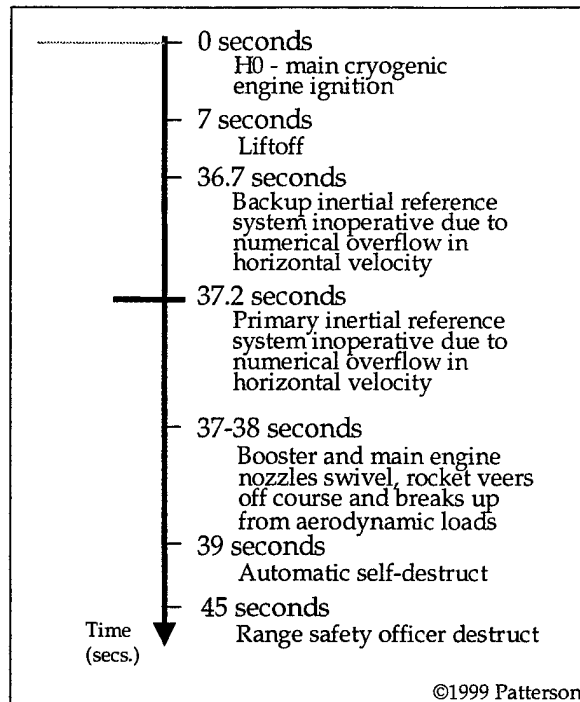 0 seconds
H0 - main cryogenic
engine ignition
7 seconds
Liftoff
36.7 seconds
Backup inertial reference
system inoperative due to
numerical overflow in
horizontal velocity
37.2 seconds
Primary inertial reference
system inoperative due to
numerical overflow in
horizontal velocity
37-38 seconds
Booster and main engine
nozzles swivel, rocket veers
off course and breaks up
from aerodynamic loads
39 seconds
Automatic self-destruct
45 seconds
Time
(secs.)
Range safety officer destruct
©1999 Patterson